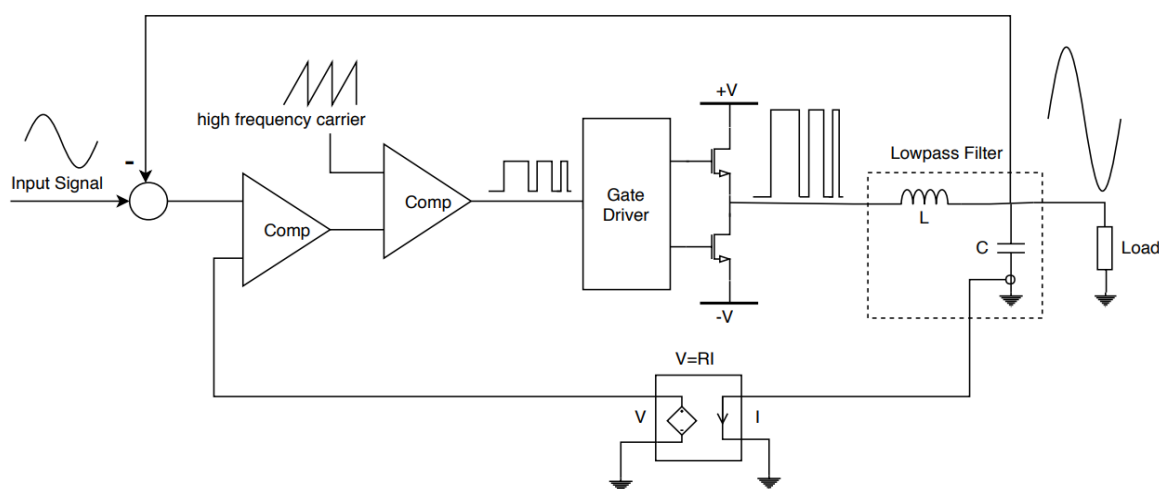 +V
high frequency carrier
-
Input Signal
Comp
Comp
Gate
Driver
Lowpass Filter
L
C
Load
-V
V=RI
V
I